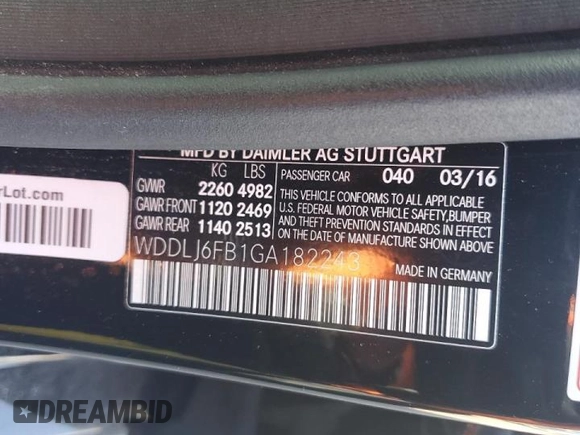 MFD BY DAIMLER AG STUTTGART
KG LBS
GVWR 2260 4982
GAWR FRONT 1120 2469
GAWR REAR 1140 2513
PASSENGER CAR 040 03/16
THIS VEHICLE CONFORMS TO ALL APPLICABLE
U.S. FEDERAL MOTOR VEHICLE SAFETY, BUMPER
AND THEFT PREVENTION STANDARDS IN EFFECT
ON THE DATE OF MANUFACTURE
WDDLJ6FB1GA182243
MADE IN GERMANY
rLot.com
DREAMBID